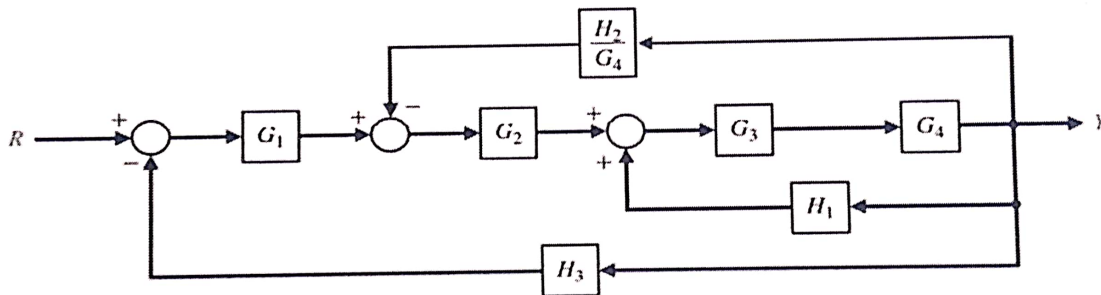 H₂
G₄
+
−
R
+
−
G₁
+
G₂
+
+
G₃
G₄
Y
H₁
H₃